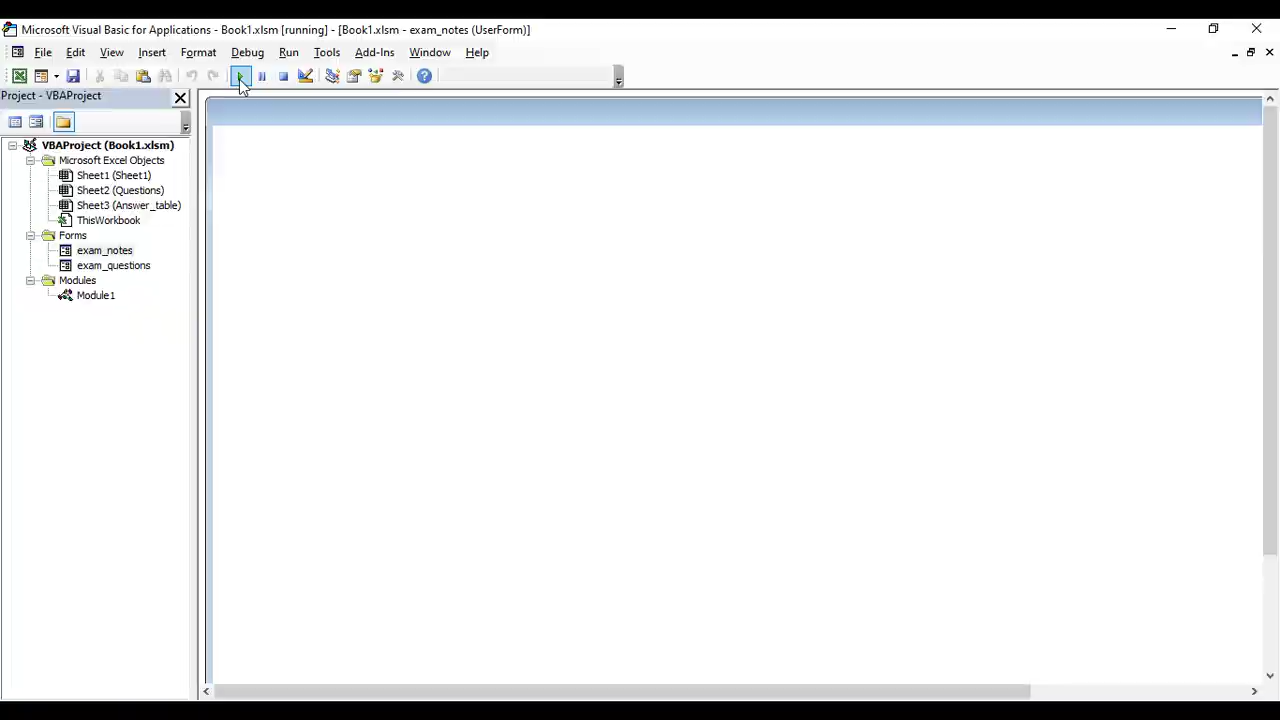 Microsoft Visual Basic for Applications - Book1.xlsm [running] - [Book1.xlsm - exam_notes (UserForm)]
File Edit View Insert Format Debug Run Tools Add-Ins Window Help
Project - VBAProject
VBAProject (Book1.xlsm)
Microsoft Excel Objects
Sheet1 (Sheet1)
Sheet2 (Questions)
Sheet3 (Answer_table)
ThisWorkbook
Forms
exam_notes
exam_questions
Modules
Module1